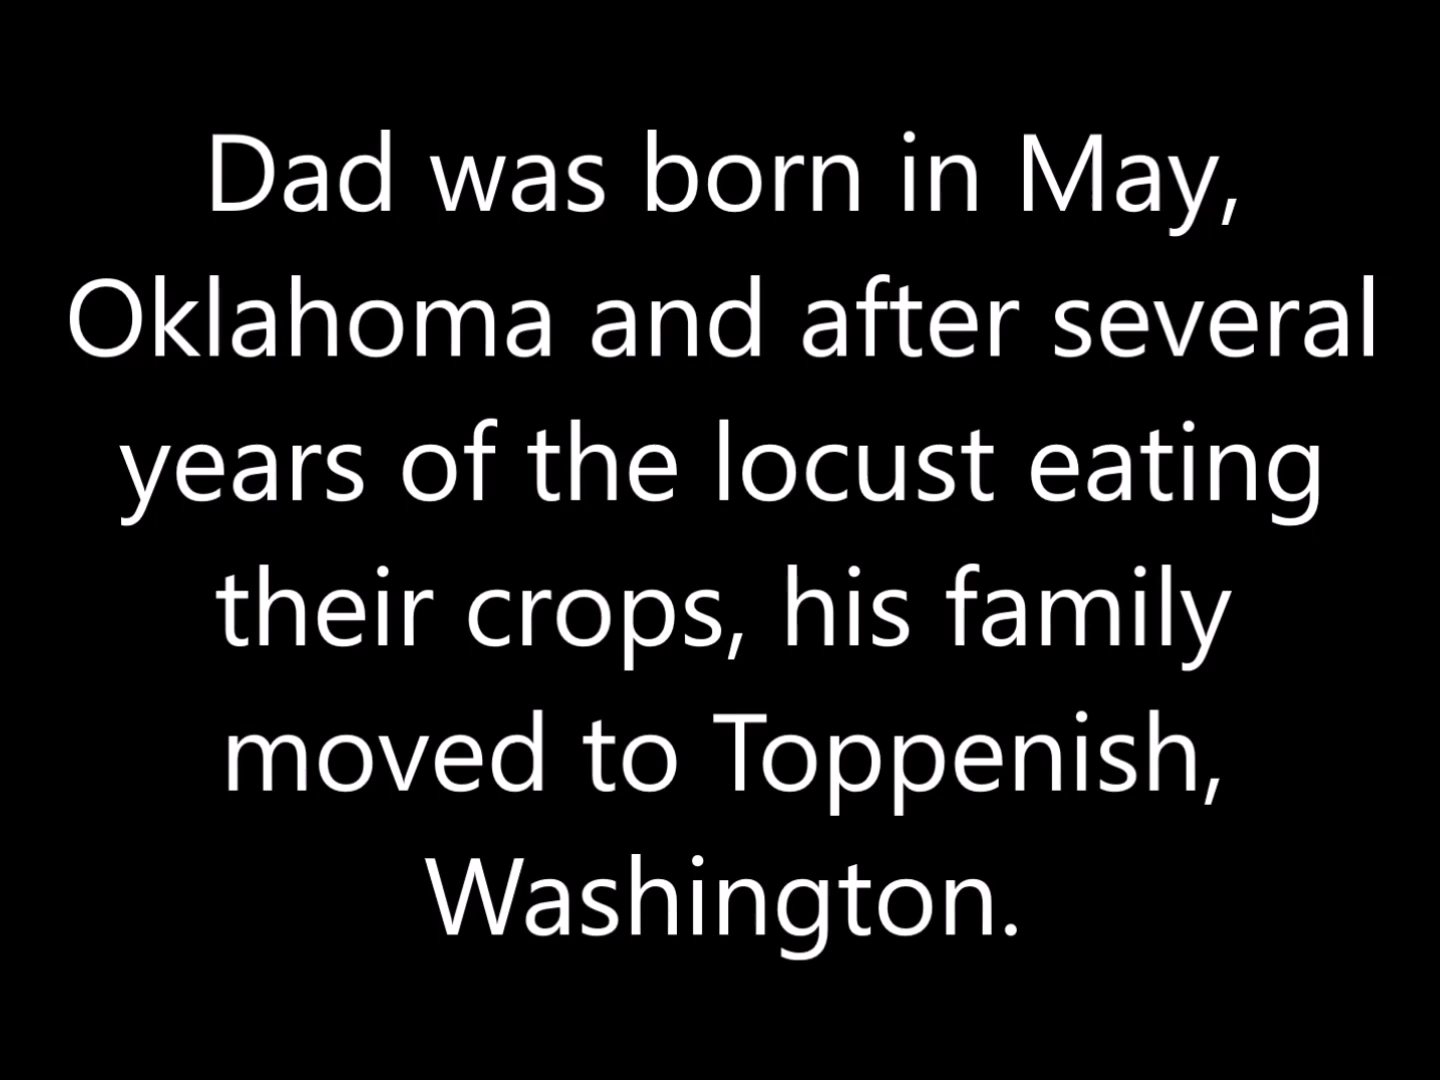 Dad was born in May,
Oklahoma and after several
years of the locust eating
their crops, his family
moved to Toppenish,
Washington.